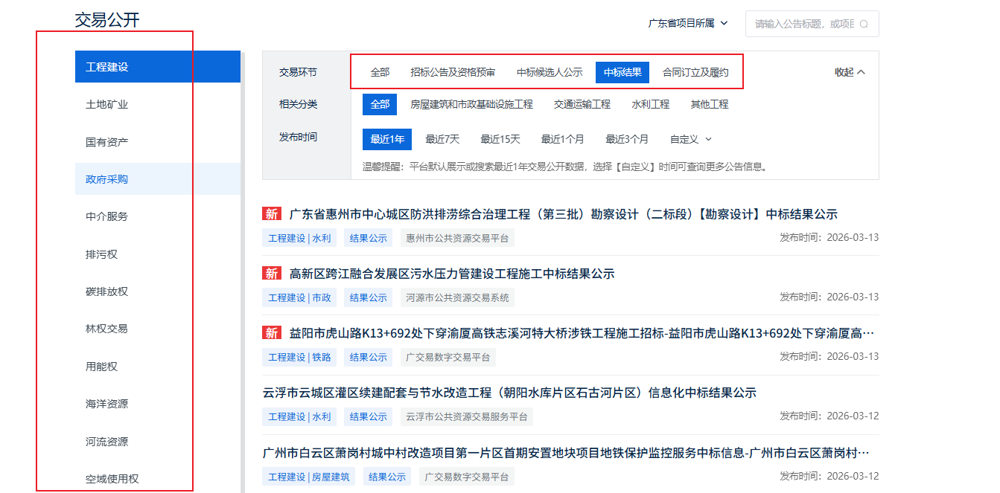 交易公开
广东省项目所属
请输入公告标题，或项目
工程建设
土地矿业
国有资产
政府采购
中介服务
排污权
碳排放权
林权交易
用能权
海洋资源
河流资源
空域使用权
交易环节 全部 招标公告及资格预审 中标候选人公示 中标结果 合同订立及履约 收起
相关分类 全部 房屋建筑和市政基础设施工程 交通运输工程 水利工程 其他工程
发布时间 最近1年 最近7天 最近15天 最近1个月 最近3个月 自定义
温馨提醒：平台默认展示或搜索最近1年交易公开数据，选择【自定义】时间可查询更多公告信息。
新 广东省惠州市中心城区防洪排涝综合治理工程（第三批）勘察设计（二标段）【勘察设计】中标结果公示
工程建设 | 水利 结果公示 惠州市公共资源交易平台 发布时间：2026-03-13
新 高新区跨江融合发展区污水压力管建设工程施工中标结果公示
工程建设 | 市政 结果公示 河源市公共资源交易系统 发布时间：2026-03-13
新 益阳市虎山路K13+692处下穿渝厦高铁志溪河特大桥涉铁工程施工招标-益阳市虎山路K13+692处下穿渝厦高···
工程建设 | 铁路 结果公示 广交易数字交易平台 发布时间：2026-03-13
云浮市云城区灌区续建配套与节水改造工程（朝阳水库片区石古河片区）信息化中标结果公示
工程建设 | 水利 结果公示 云浮市公共资源交易服务平台 发布时间：2026-03-12
广州市白云区萧岗村城中村改造项目第一片区首期安置地块项目地铁保护监控服务中标信息-广州市白云区萧岗村···
工程建设 | 房屋建筑 结果公示 广交易数字交易平台 发布时间：2026-03-12